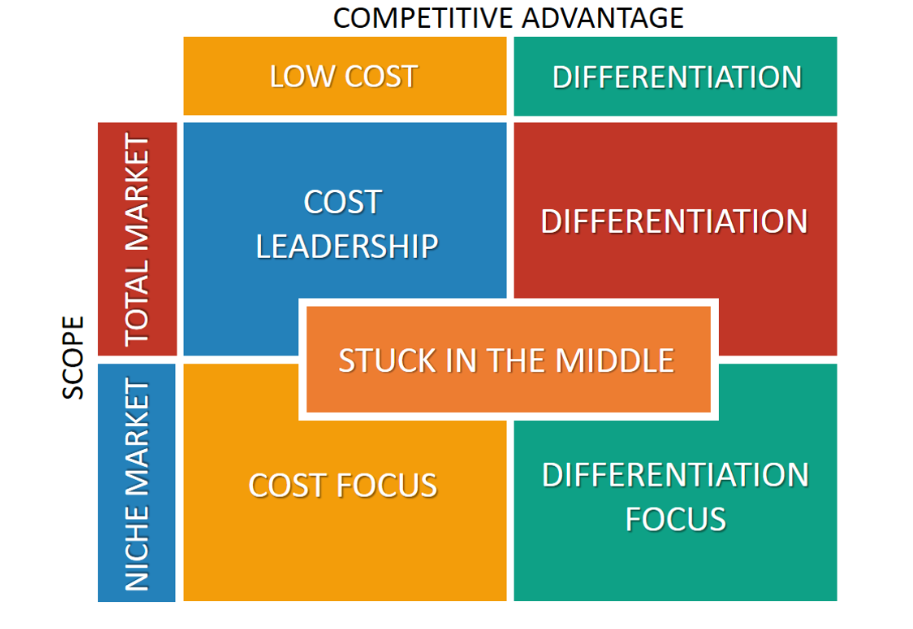 COMPETITIVE ADVANTAGE
LOW COST
DIFFERENTIATION
SCOPE
TOTAL MARKET
COST
LEADERSHIP
DIFFERENTIATION
STUCK IN THE MIDDLE
NICHE MARKET
COST FOCUS
DIFFERENTIATION
FOCUS